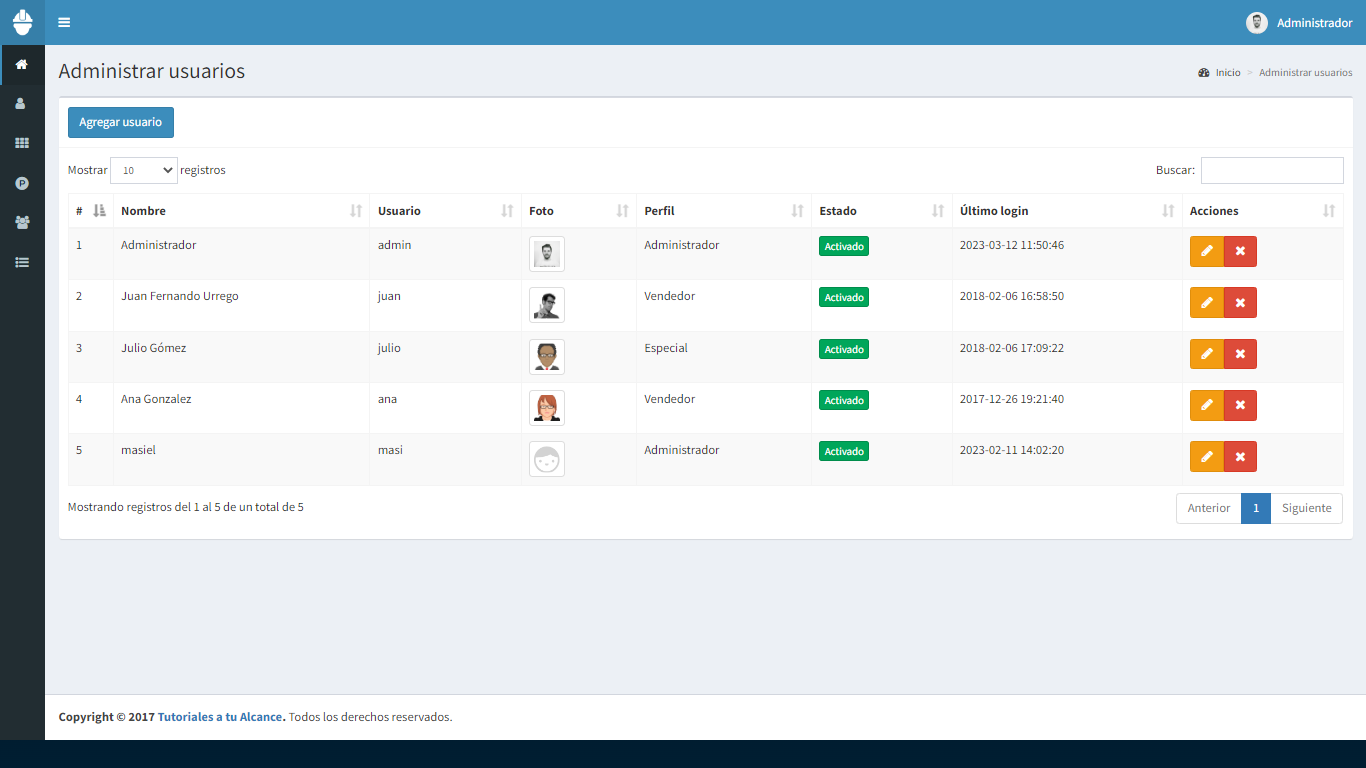 Administrador
Administrar usuarios
Inicio > Administrar usuarios
Agregar usuario
Mostrar 10 registros Buscar:
# Nombre Usuario Foto Perfil Estado Último login Acciones
1 Administrador admin Administrador Activado 2023-03-12 11:50:46
2 Juan Fernando Urrego juan Vendedor Activado 2018-02-06 16:58:50
3 Julio Gómez julio Especial Activado 2018-02-06 17:09:22
4 Ana Gonzalez ana Vendedor Activado 2017-12-26 19:21:40
5 masiel masi Administrador Activado 2023-02-11 14:02:20
Mostrando registros del 1 al 5 de un total de 5 Anterior 1 Siguiente
Copyright © 2017 Tutoriales a tu Alcance. Todos los derechos reservados.